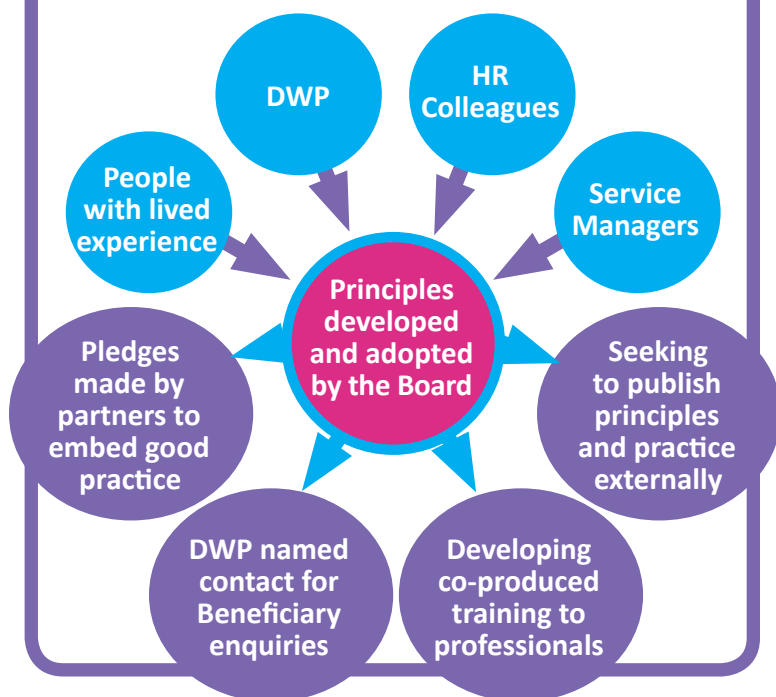 DWP
HR
Colleagues
People
with lived
experience
Service
Managers
Principles
developed
and adopted
by the Board
Pledges
made by
partners to
embed good
practice
Seeking
to publish
principles
and practice
externally
DWP named
contact for
Beneficiary
enquiries
Developing
co-produced
training to
professionals